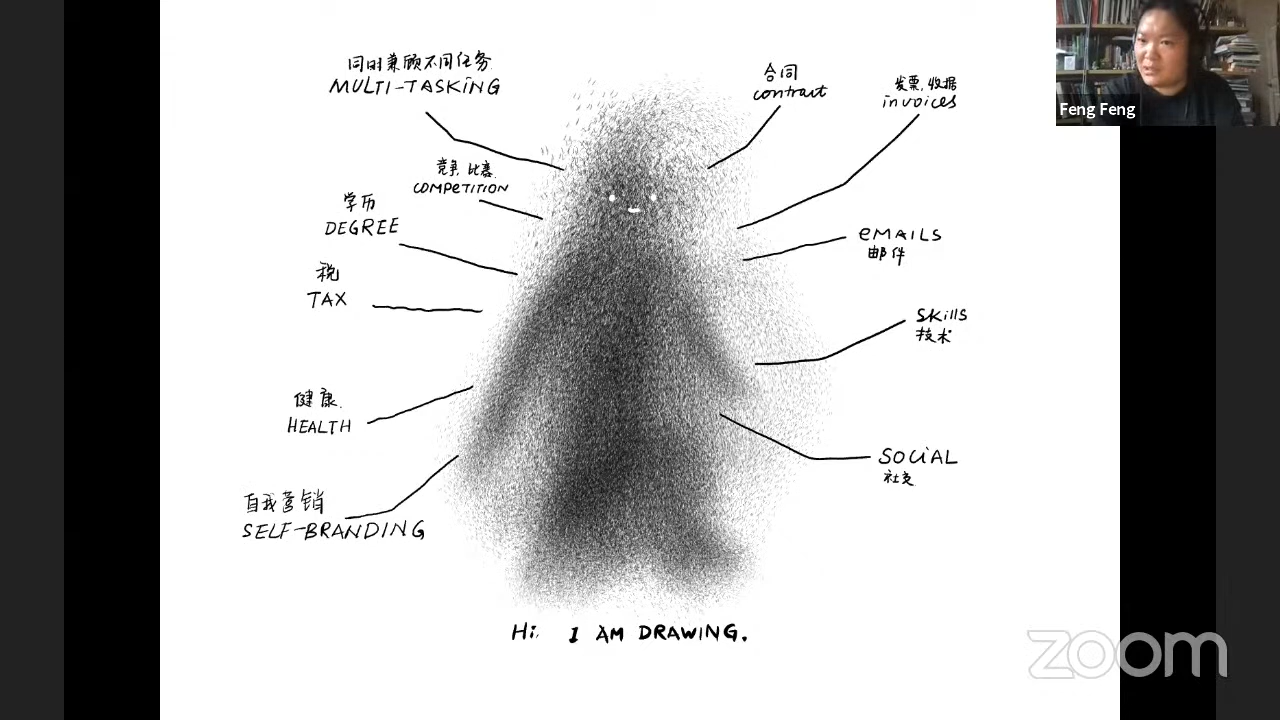 同时兼顾不同任务
MULTI-TASKING
合同
contract
发票,收据
invoices
Feng Feng
竞争,比赛
COMPETITION
学历
DEGREE
EMAILS
邮件
税
TAX
SKillS
技术
健康
HEALTH
SOCIAL
社交
自我营销
SELF-BRANDING
Hi, I AM DRAWING.
zoom